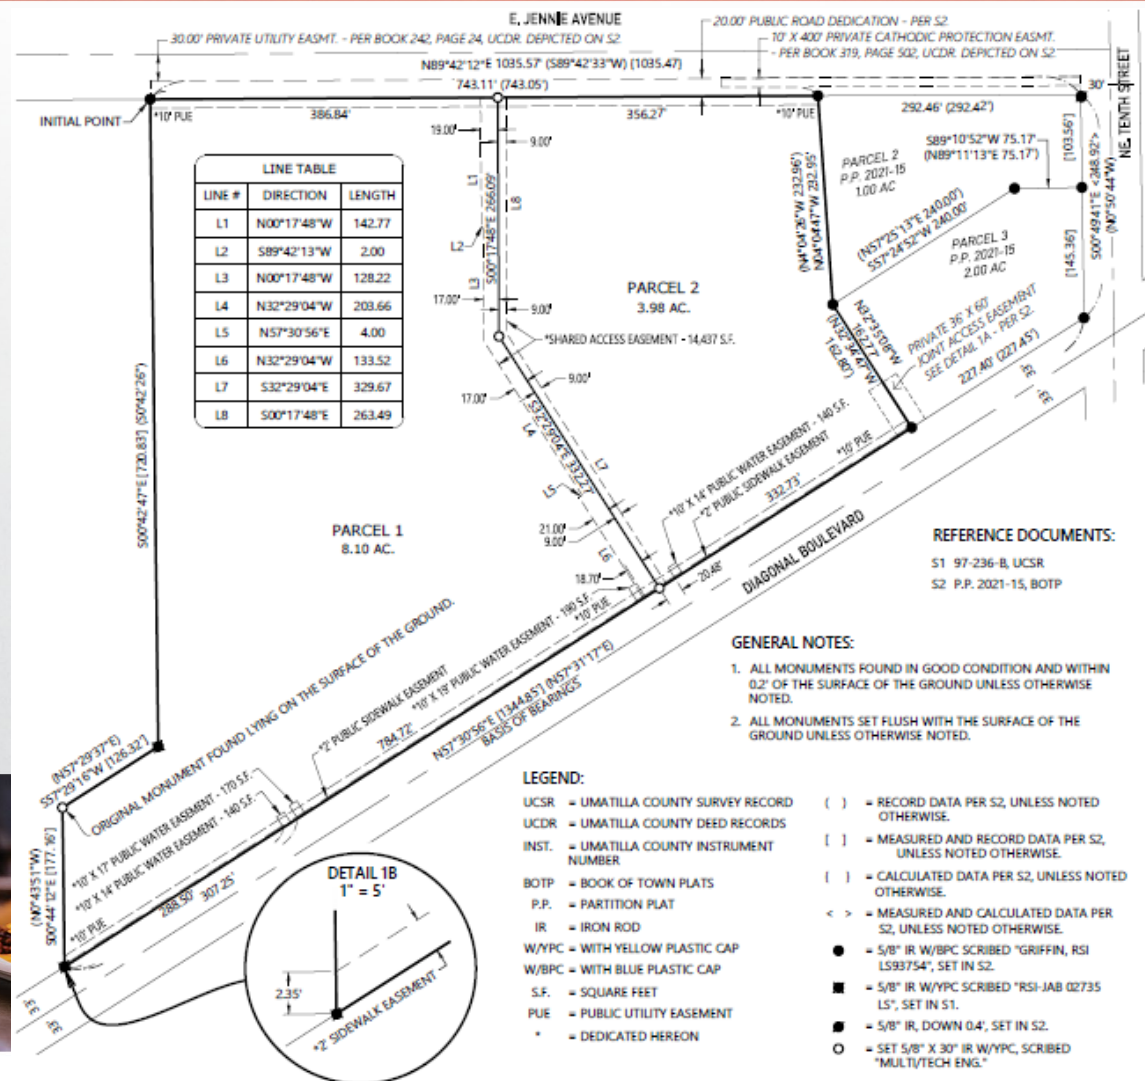 E. JENNIE AVENUE
30.00' PRIVATE UTILITY EASMT. - PER BOOK 242, PAGE 24, UCDR. DEPICTED ON S2.
20.00' PUBLIC ROAD DEDICATION - PER S2.
10' X 400' PRIVATE CATHODIC PROTECTION EASMT.
- PER BOOK 319, PAGE 502, UCDR. DEPICTED ON S2.
N89°42'12"E 1035.57' (S89°42'33"W) (1035.47)
743.11' (743.05')
30'
NE. TENTH STREET
INITIAL POINT
*10' PUE
386.84'
356.27'
*10' PUE
292.46' (292.42')
19.00'
9.00'
S89°10'52"W 75.17'
(N89°11'13"E 75.17')
[103.56']
S00°49'41"E <248.92'>
(N0°50'44"W)
PARCEL 2
P.P. 2021-15
1.00 AC
LINE TABLE
LINE # DIRECTION LENGTH
L1 N00°17'48"W 142.77
L2 S89°42'13"W 2.00
L3 N00°17'48"W 128.22
L4 N32°29'04"W 203.66
L5 N57°30'56"E 4.00
L6 N32°29'04"W 133.52
L7 S32°29'04"E 329.67
L8 S00°17'48"E 263.49
L1
L8
S00°17'48"E 266.09'
L2
L3
(N4°04'26"W 232.96')
N04°04'47"W 232.95'
(N57°25'13"E 240.00')
S57°24'52"W 240.00'
PARCEL 3
P.P. 2021-15
2.00 AC
[145.36']
PARCEL 2
3.98 AC.
17.00'
9.00'
*SHARED ACCESS EASEMENT - 14,437 S.F.
N32°35'08"W
162.77'
(N32°34'47"W
162.80')
PRIVATE 36' X 60'
JOINT ACCESS EASEMENT
SEE DETAIL 1A - PER S2.
227.40' (227.45')
9.00'
17.00'
S32°29'04"E 332.27'
L4
L7
L5
S00°42'47"E [720.83'] (S0°42'26")
PARCEL 1
8.10 AC.
21.00'
9.00'
L6
18.70'
*10' X 14' PUBLIC WATER EASEMENT - 140 S.F.
*2' PUBLIC SIDEWALK EASEMENT
*10' PUE
332.73'
20.48'
DIAGONAL BOULEVARD
REFERENCE DOCUMENTS:
S1 97-236-B, UCSR
S2 P.P. 2021-15, BOTP
ORIGINAL MONUMENT FOUND LYING ON THE SURFACE OF THE GROUND.
*2' PUBLIC SIDEWALK EASEMENT
*10' X 19' PUBLIC WATER EASEMENT - 190 S.F.
*10' PUE
784.72'
N57°30'56"E [1344.85'] (N57°31'17"E)
BASIS OF BEARINGS
GENERAL NOTES:
1. ALL MONUMENTS FOUND IN GOOD CONDITION AND WITHIN
0.2' OF THE SURFACE OF THE GROUND UNLESS OTHERWISE
NOTED.
2. ALL MONUMENTS SET FLUSH WITH THE SURFACE OF THE
GROUND UNLESS OTHERWISE NOTED.
(N57°29'37"E)
S57°29'16"W [126.32']
(N0°43'51"W)
S00°44'12"E [177.16']
*10' X 17' PUBLIC WATER EASEMENT - 170 S.F.
*10' X 14' PUBLIC WATER EASEMENT - 140 S.F.
*10' PUE
288.50'
307.25'
DETAIL 1B
1" = 5'
2.35'
*2' SIDEWALK EASEMENT
LEGEND:
UCSR = UMATILLA COUNTY SURVEY RECORD
UCDR = UMATILLA COUNTY DEED RECORDS
INST. = UMATILLA COUNTY INSTRUMENT
NUMBER
BOTP = BOOK OF TOWN PLATS
P.P. = PARTITION PLAT
IR = IRON ROD
W/YPC = WITH YELLOW PLASTIC CAP
W/BPC = WITH BLUE PLASTIC CAP
S.F. = SQUARE FEET
PUE = PUBLIC UTILITY EASEMENT
* = DEDICATED HEREON
( ) = RECORD DATA PER S2, UNLESS NOTED
OTHERWISE.
[ ] = MEASURED AND RECORD DATA PER S2,
UNLESS NOTED OTHERWISE.
{ } = CALCULATED DATA PER S2, UNLESS NOTED
OTHERWISE.
< > = MEASURED AND CALCULATED DATA PER
S2, UNLESS NOTED OTHERWISE.
= 5/8" IR W/BPC SCRIBED "GRIFFIN, RSI
LS93754", SET IN S2.
= 5/8" IR W/YPC SCRIBED "RSI-JAB 02735
LS", SET IN S1.
= 5/8" IR, DOWN 0.4', SET IN S2.
= SET 5/8" X 30" IR W/YPC, SCRIBED
"MULTI/TECH ENG."